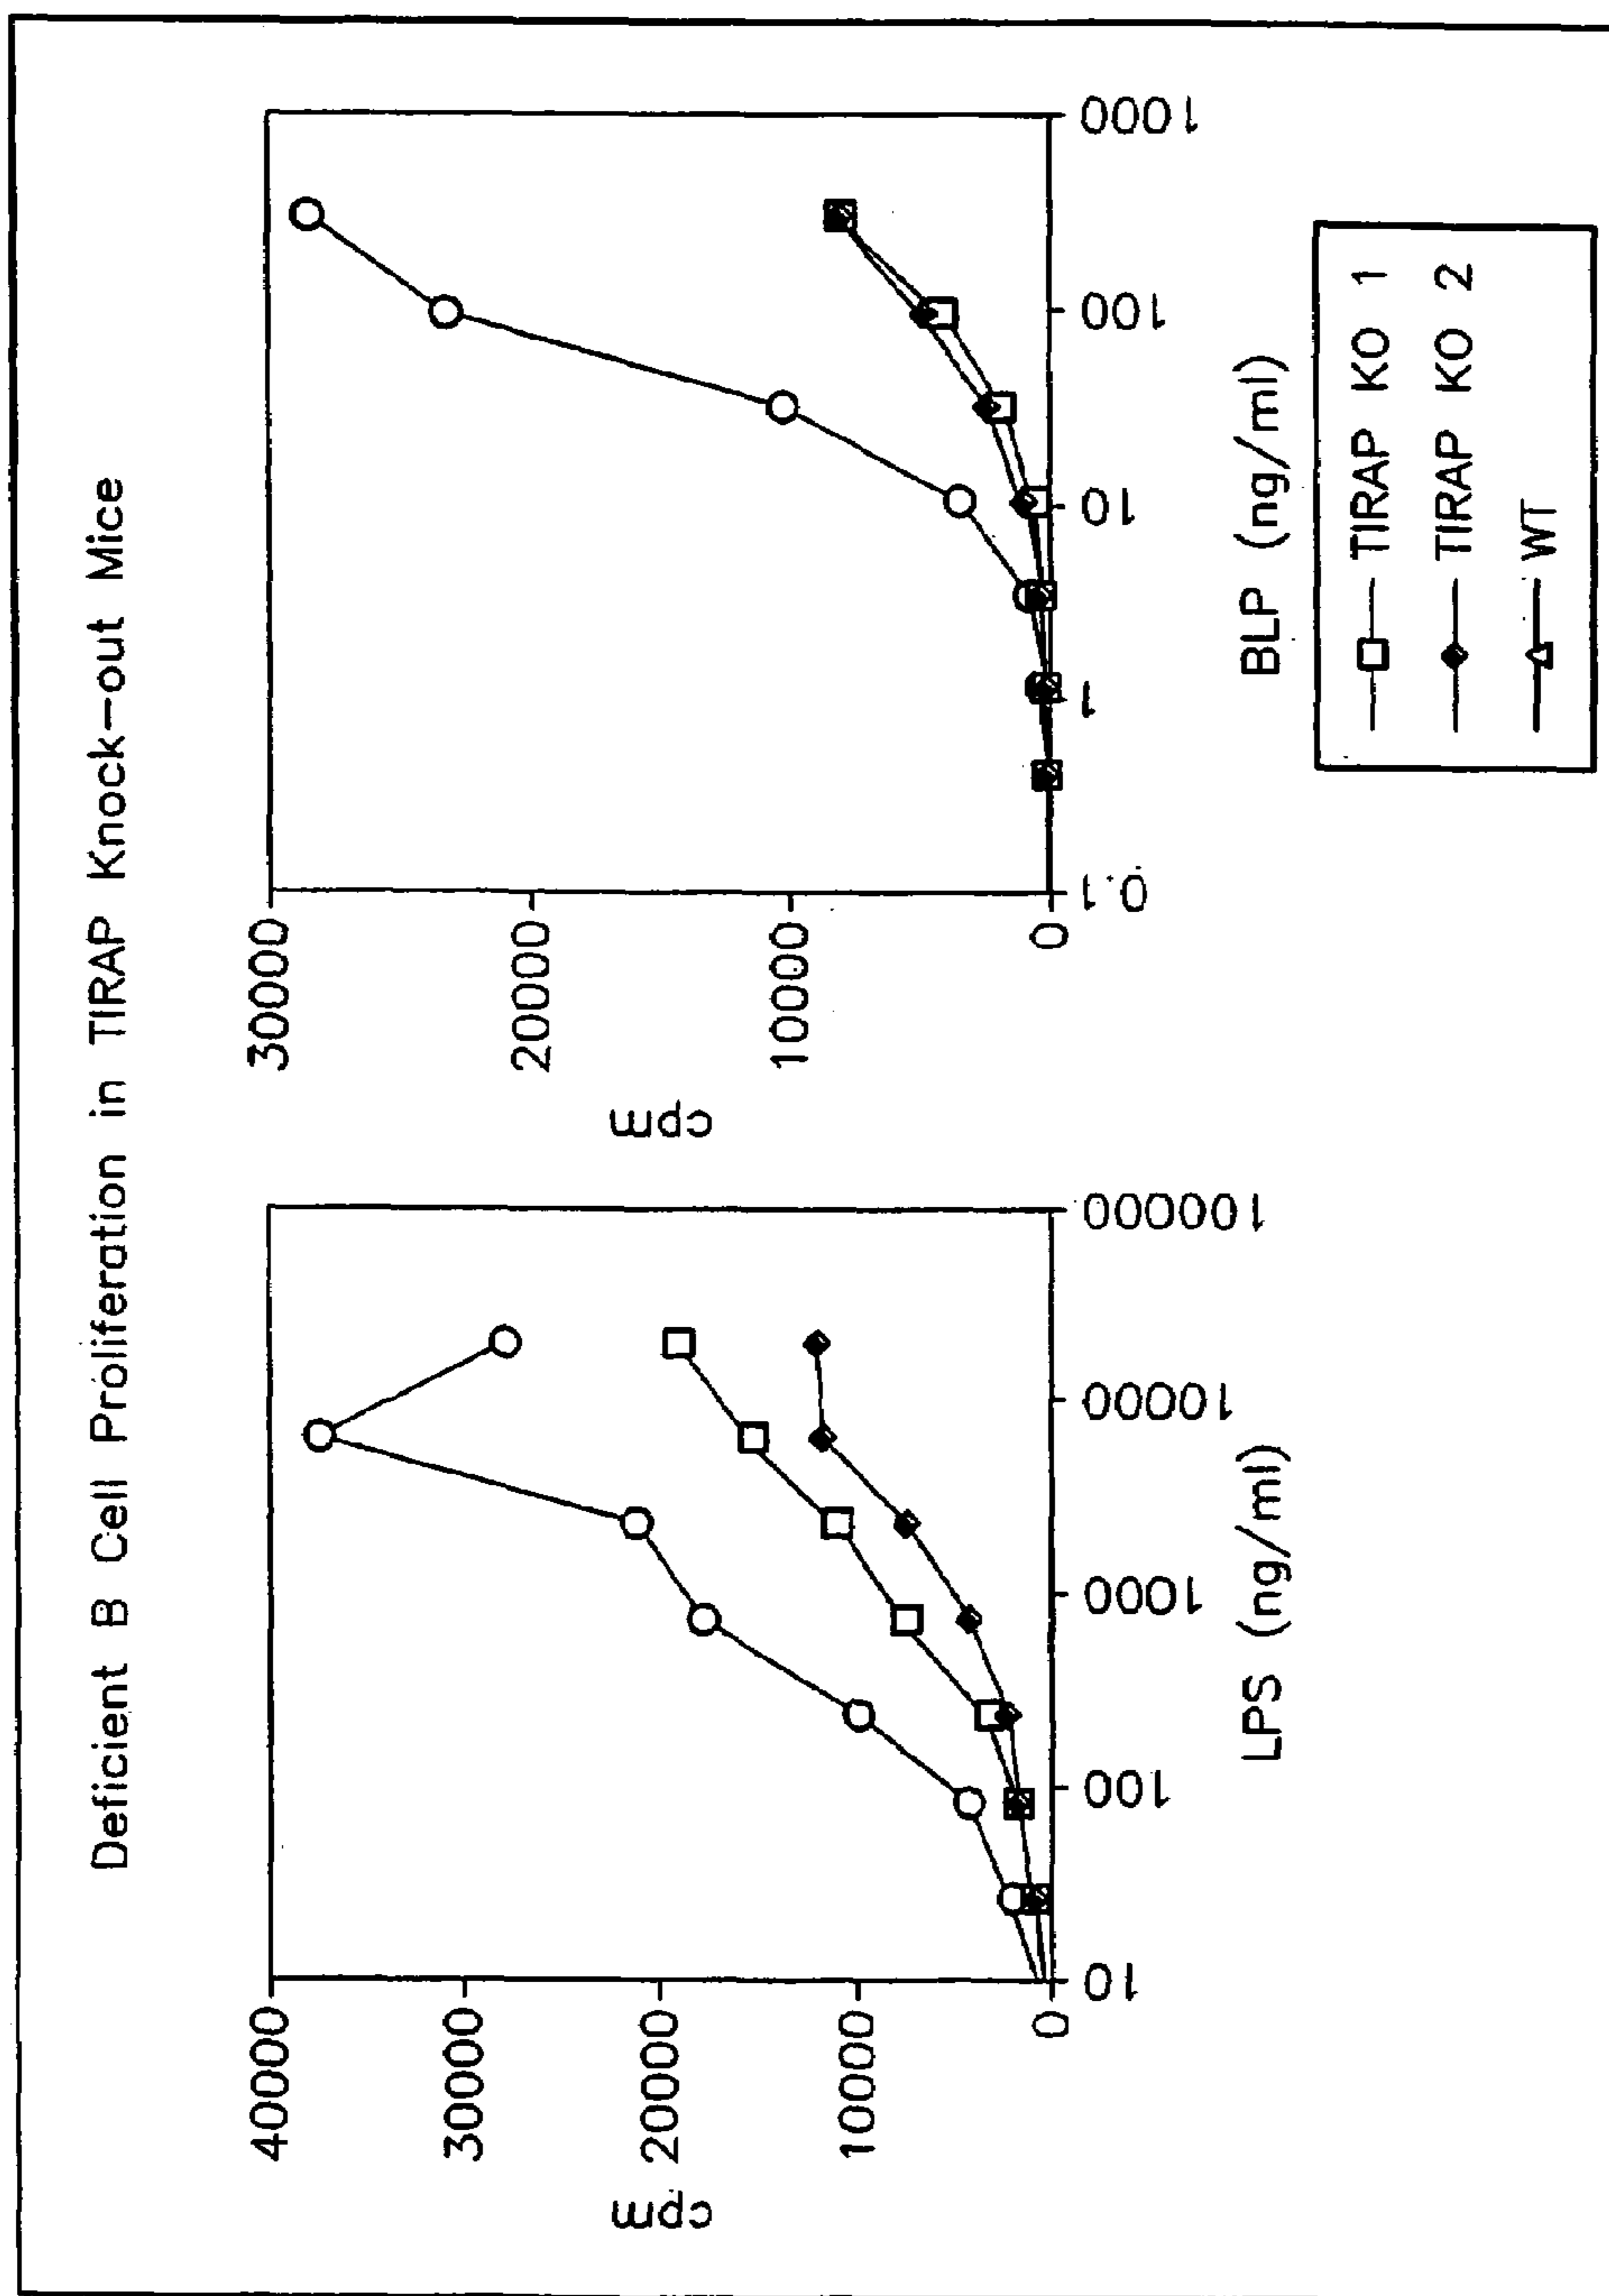 Deficient B Cell Proliferation in TIRAP Knock-out Mice
cpm
40000
30000
20000
10000
0
10
100
1000
10000
100000
LPS (ng/ml)
cpm
30000
20000
10000
0
0.1
1
10
100
1000
BLP (ng/ml)
TIRAP KO 1
TIRAP KO 2
WT